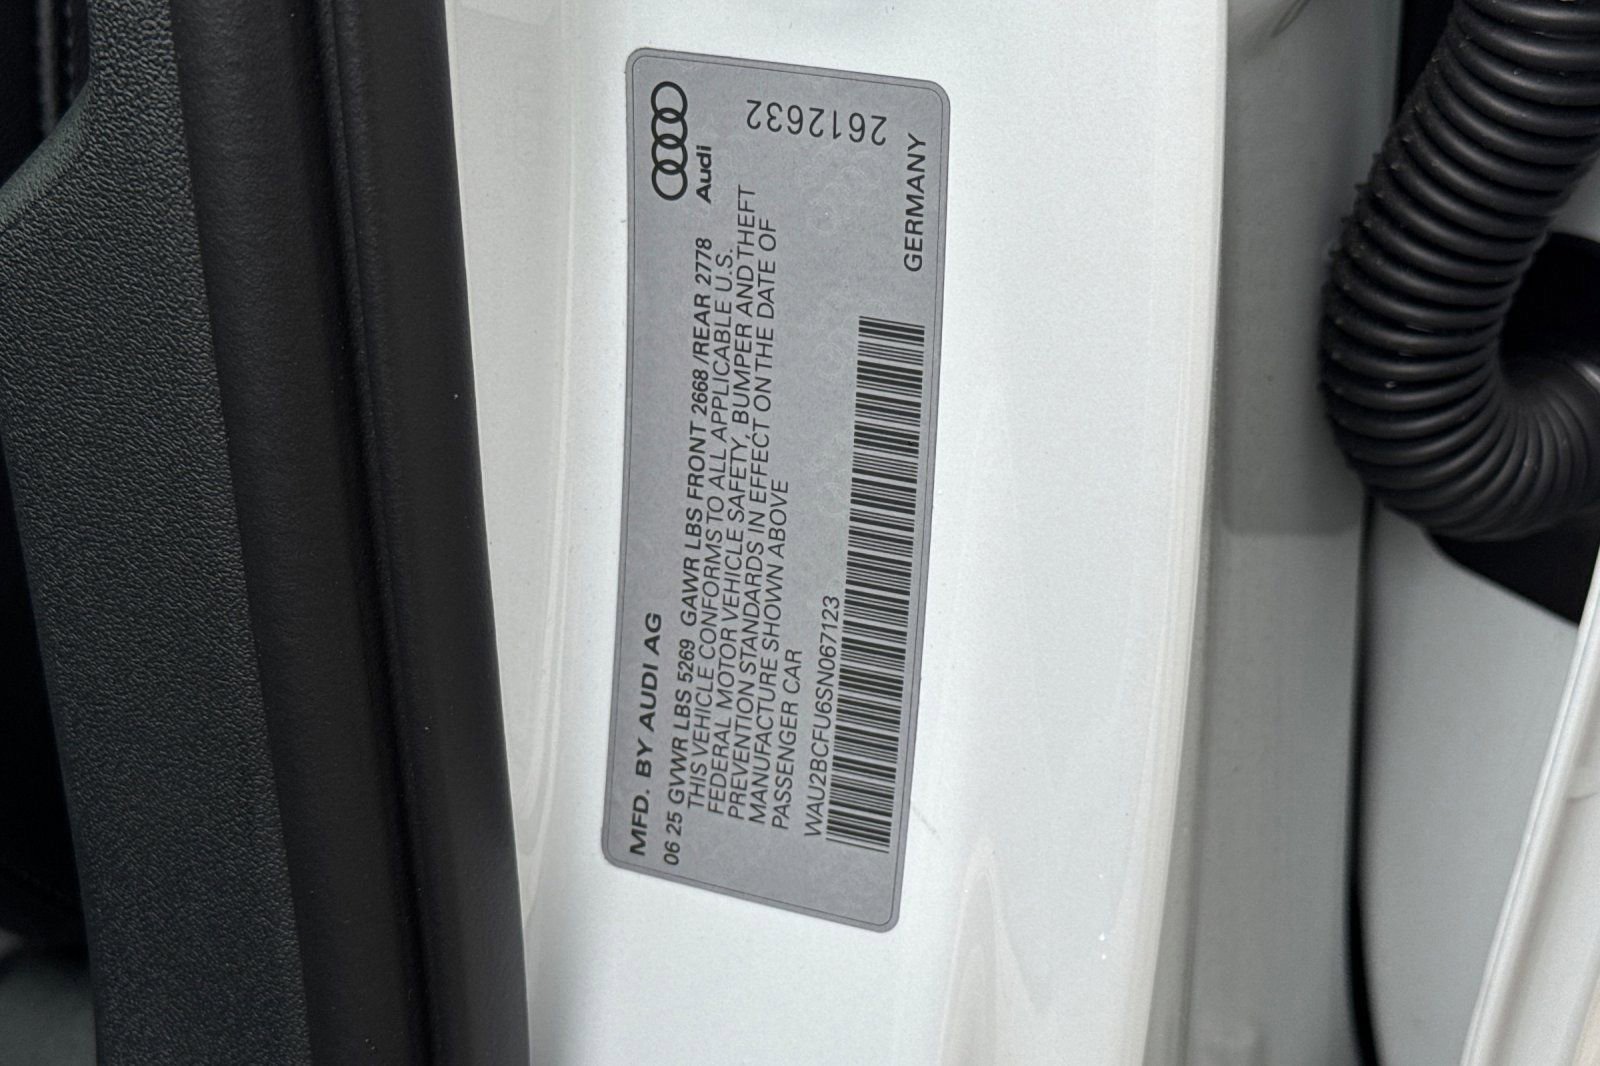 MFD. BY AUDI AG
Audi
06 25 GVWR LBS 5269 GAWR LBS FRONT 2668 /REAR 2778
THIS VEHICLE CONFORMS TO ALL APPLICABLE U.S.
FEDERAL MOTOR VEHICLE SAFETY, BUMPER AND THEFT
PREVENTION STANDARDS IN EFFECT ON THE DATE OF
MANUFACTURE SHOWN ABOVE
PASSENGER CAR
WAU2BCFU6SN067123
GERMANY
2612632